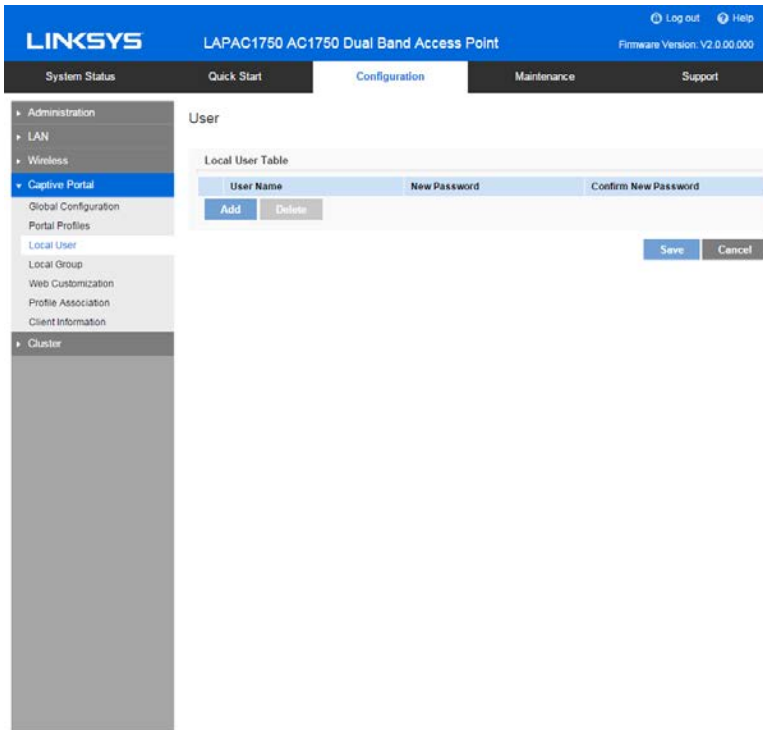 Log out Help
LINKSYS LAPAC1750 AC1750 Dual Band Access Point Firmware Version: V2.0.00.000
System Status Quick Start Configuration Maintenance Support
Administration
LAN
Wireless
Captive Portal
Global Configuration
Portal Profiles
Local User
Local Group
Web Customization
Profile Association
Client Information
Cluster
User
Local User Table
User Name New Password Confirm New Password
Add Delete
Save Cancel